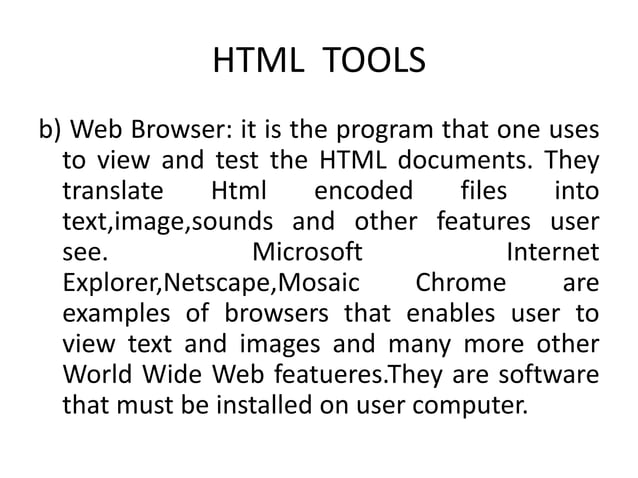 HTML TOOLS
b) Web Browser: it is the program that one uses
to view and test the HTML documents. They
translate Html encoded files into
text,image,sounds and other features user
see. Microsoft Internet
Explorer,Netscape,Mosaic Chrome are
examples of browsers that enables user to
view text and images and many more other
World Wide Web featueres.They are software
that must be installed on user computer.